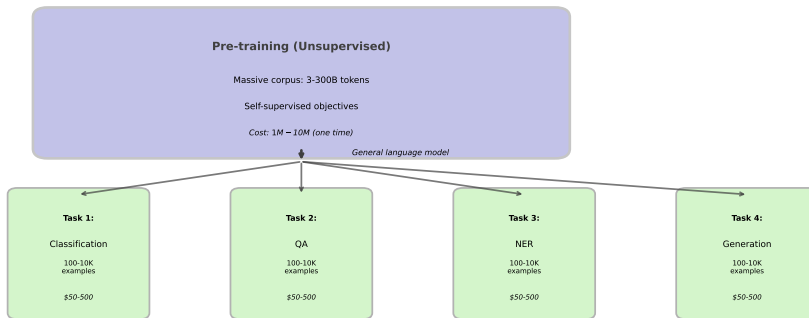 Pre-training (Unsupervised)
Massive corpus: 3-300B tokens
Self-supervised objectives
Cost: 1M − 10M (one time)
General language model
Task 1:
Classification
100-10K
examples
$50-500
Task 2:
QA
100-10K
examples
$50-500
Task 3:
NER
100-10K
examples
$50-500
Task 4:
Generation
100-10K
examples
$50-500